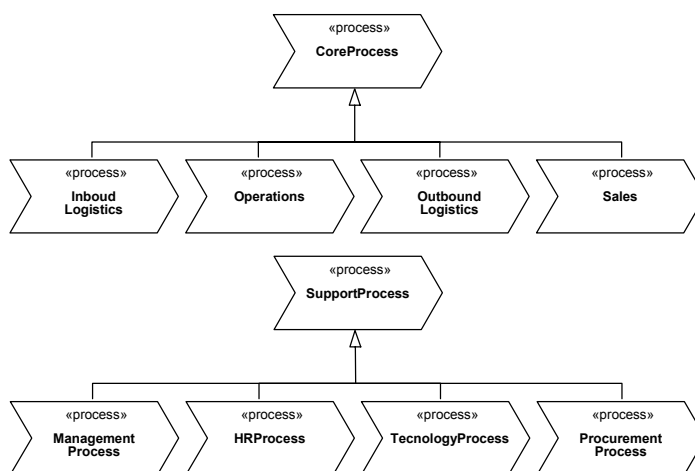 «process»
CoreProcess
«process»
Inboud
Logistics
«process»
Operations
«process»
Outbound
Logistics
«process»
Sales
«process»
SupportProcess
«process»
Management
Process
«process»
HRProcess
«process»
TecnologyProcess
«process»
Procurement
Process